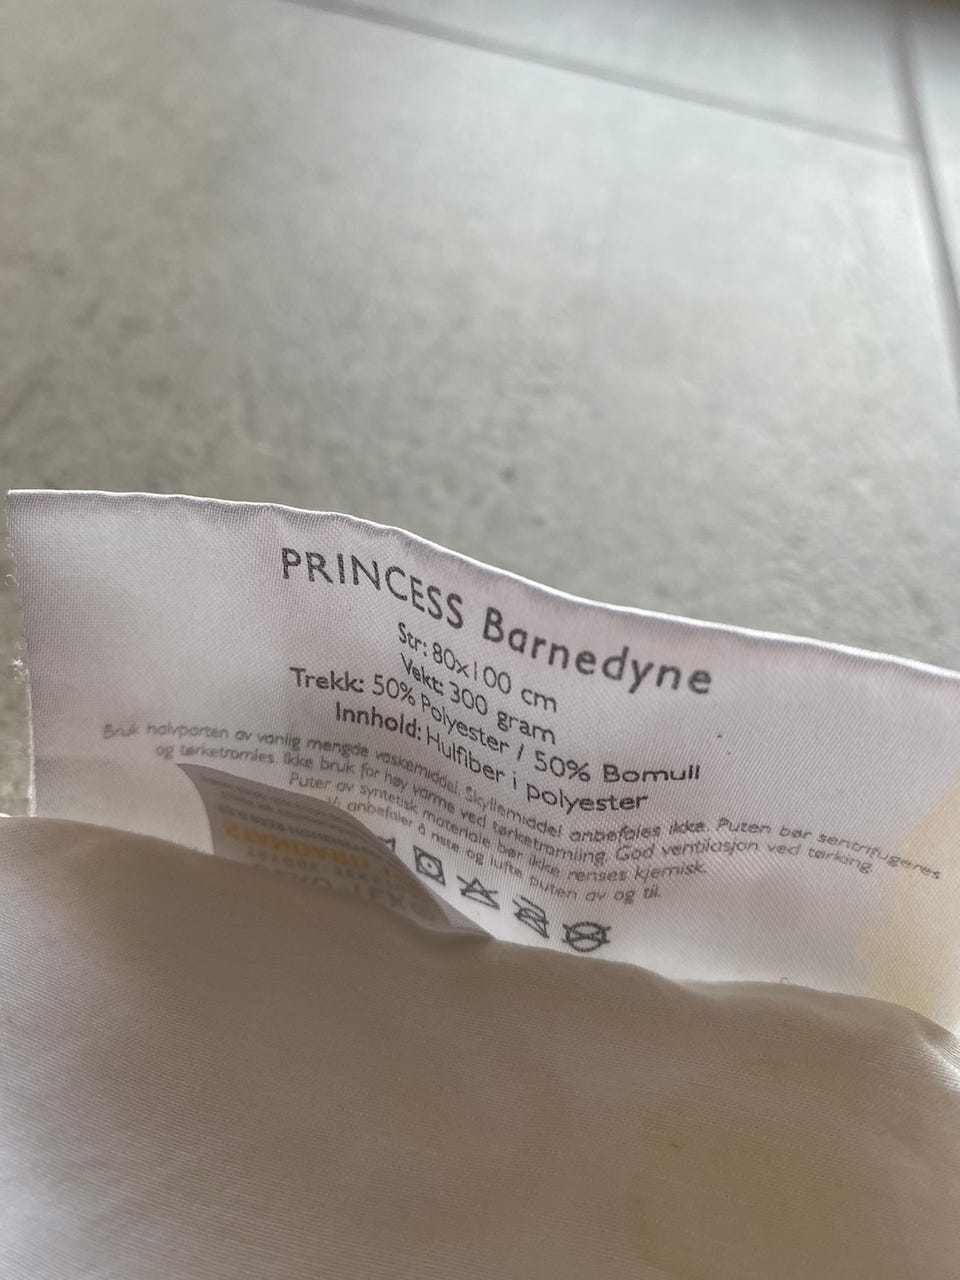 PRINCESS Barnedyne
Str: 80x100 cm
Vekt: 300 gram
Trekk: 50% Polyester / 50% Bomull
Innhold: Hulfiber i polyester
Bruk halvparten av vanlig mengde vaskemiddel. Skyllemiddel anbefales ikke. Puten bør sentrifugeres
og tørketromles. Ikke bruk for høy varme ved tørketromling. God ventilasjon ved tørking.
Puter av syntetisk materiale bør ikke renses kjemisk.
Vi anbefaler å riste og lufte puten av og til.